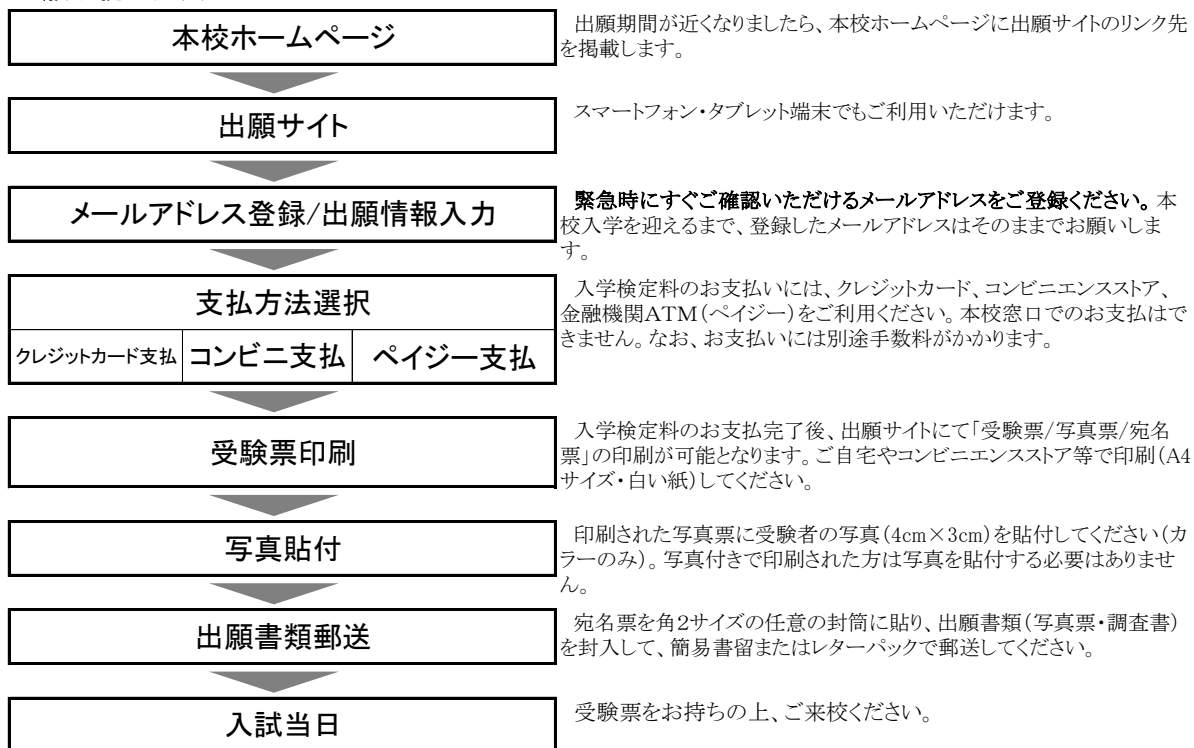 本校ホームページ
出願期間が近くなりましたら、本校ホームページに出願サイトのリンク先
を掲載します。
出願サイト
スマートフォン・タブレット端末でもご利用いただけます。
メールアドレス登録/出願情報入力
緊急時にすぐご確認いただけるメールアドレスをご登録ください。本
校入学を迎えるまで、登録したメールアドレスはそのままでお願いしま
す。
支払方法選択
クレジットカード支払 コンビニ支払 ペイジー支払
入学検定料のお支払いには、クレジットカード、コンビニエンスストア、
金融機関ATM(ペイジー)をご利用ください。本校窓口でのお支払はで
きません。なお、お支払いには別途手数料がかかります。
受験票印刷
入学検定料のお支払完了後、出願サイトにて「受験票/写真票/宛名
票」の印刷が可能となります。ご自宅やコンビニエンスストア等で印刷(A4
サイズ・白い紙)してください。
写真貼付
印刷された写真票に受験者の写真(4cm×3cm)を貼付してください(カ
ラーのみ)。写真付きで印刷された方は写真を貼付する必要はありませ
ん。
出願書類郵送
宛名票を角2サイズの任意の封筒に貼り、出願書類(写真票・調査書)
を封入して、簡易書留またはレターパックで郵送してください。
入試当日
受験票をお持ちの上、ご来校ください。